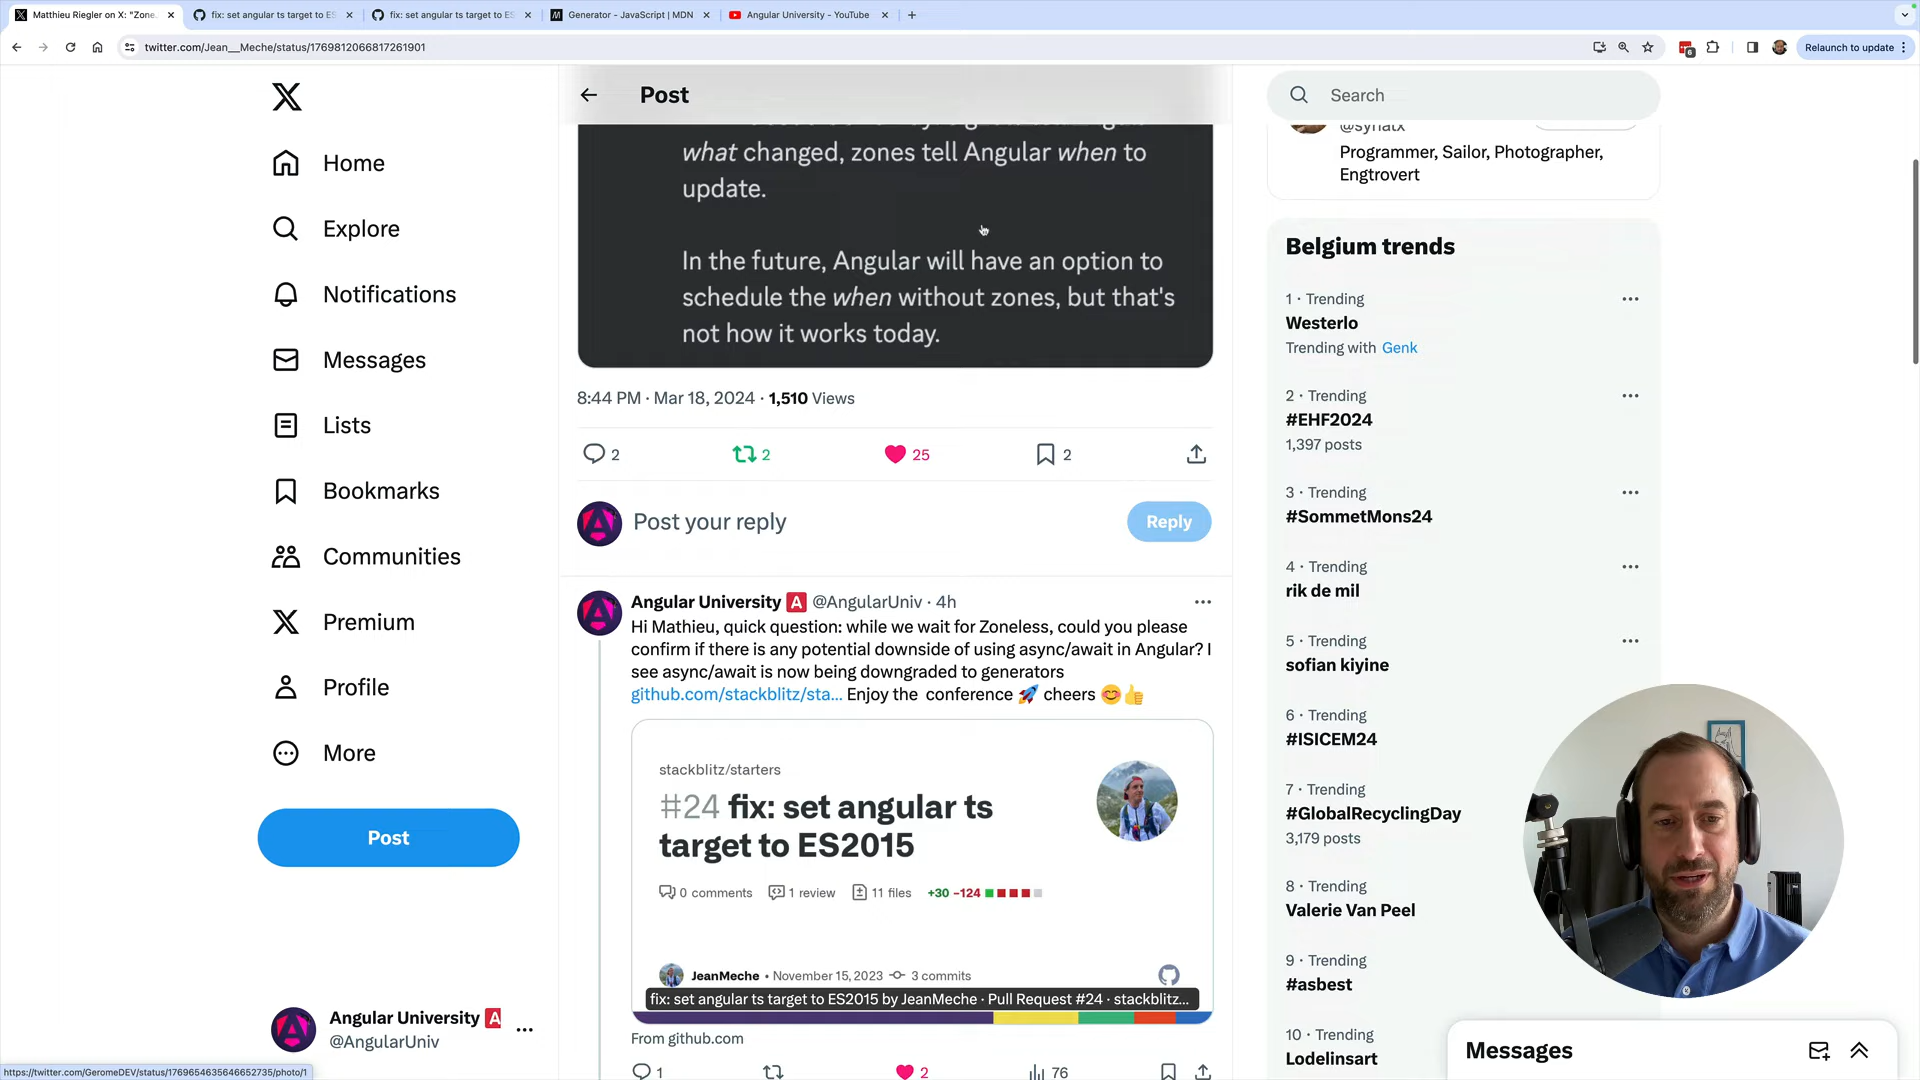 Matthieu Riegler on X: "Zone
fix: set angular ts target to ES
fix: set angular ts target to ES
Generator - JavaScript | MDN
Angular University - YouTube
twitter.com/Jean__Meche/status/1769812066817261901
6
Relaunch to update
Home
Explore
Notifications
Messages
Lists
Bookmarks
Communities
Premium
Profile
More
Post
Angular University A
@AngularUniv
https://twitter.com/GeromeDEV/status/1769654635646652735/photo/1
Post
what changed, zones tell Angular when to
update.
In the future, Angular will have an option to
schedule the when without zones, but that's
not how it works today.
8:44 PM · Mar 18, 2024 · 1,510 Views
2 2 25 2
Post your reply
Reply
Angular University A @AngularUniv · 4h
Hi Mathieu, quick question: while we wait for Zoneless, could you please
confirm if there is any potential downside of using async/await in Angular? I
see async/await is now being downgraded to generators
github.com/stackblitz/sta... Enjoy the conference 🚀 cheers 😊👍
stackblitz/starters
#24 fix: set angular ts
target to ES2015
0 comments 1 review 11 files +30 -124
JeanMeche • November 15, 2023 3 commits
fix: set angular ts target to ES2015 by JeanMeche · Pull Request #24 · stackblitz...
From github.com
1 2 76
Search
@synatx
Programmer, Sailor, Photographer,
Engtrovert
Belgium trends
1 · Trending
Westerlo
Trending with Genk
2 · Trending
#EHF2024
1,397 posts
3 · Trending
#SommetMons24
4 · Trending
rik de mil
5 · Trending
sofian kiyine
6 · Trending
#ISICEM24
7 · Trending
#GlobalRecyclingDay
3,179 posts
8 · Trending
Valerie Van Peel
9 · Trending
#asbest
10 · Trending
Lodelinsart
Messages